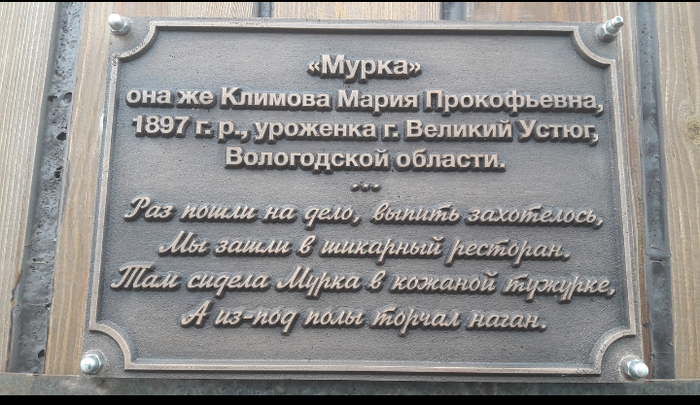 «Мурка»
она же Климова Мария Прокофьевна,
1897 г. р., уроженка г. Великий Устюг,
Вологодской области.
...
Раз пошли на дело, выпить захотелось,
Мы зашли в шикарный ресторан.
Там сидела Мурка в кожаной тужурке,
А из-под полы торчал наган.